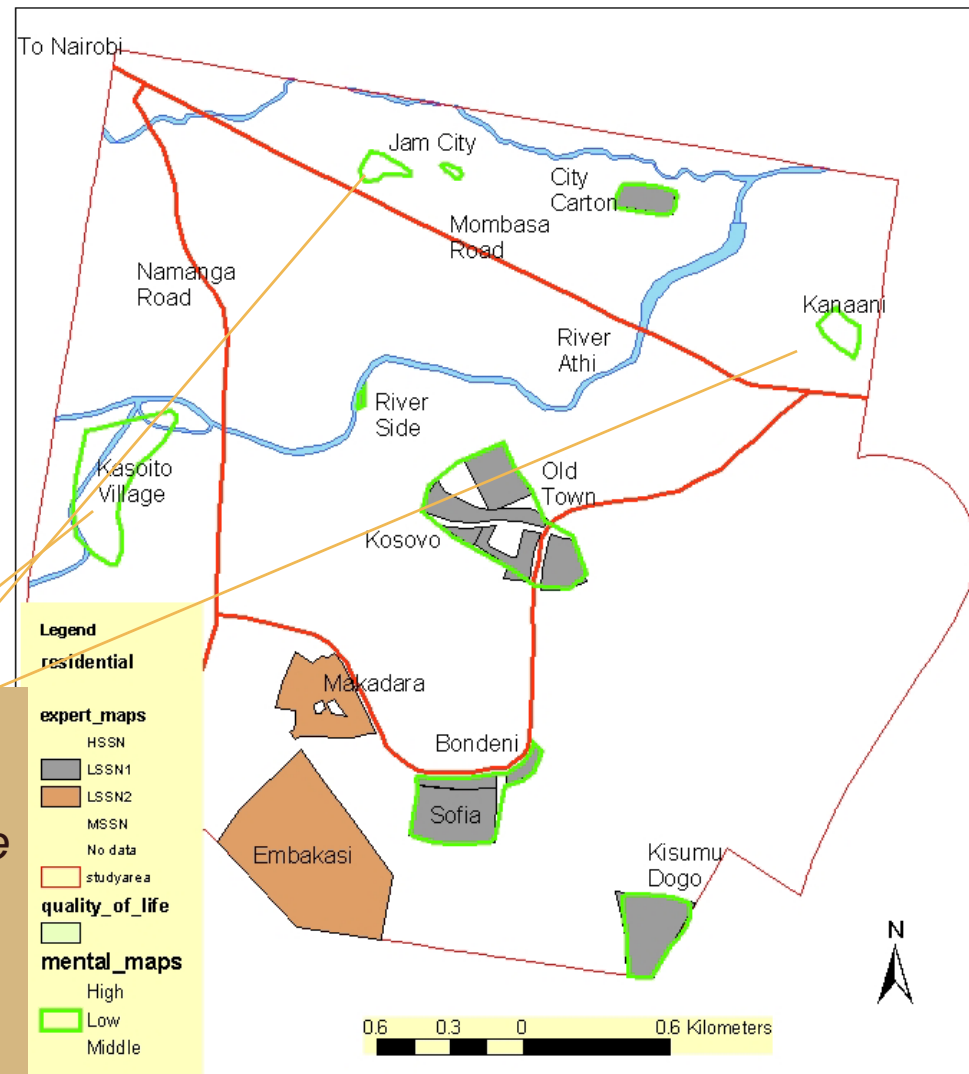 To Nairobi
Jam City
City
Carton
Mombasa
Road
Namanga
Road
Kanaani
River
Athi
River
Side
Kasoito
Village
Old
Town
Kosovo
Legend
residential
expert_maps
HSSN
LSSN1
LSSN2
MSSN
No data
studyarea
quality_of_life
mental_maps
High
Low
Middle
e
Makadara
Bondeni
Sofia
Embakasi
Kisumu
Dogo
N
0.6 0.3 0 0.6 Kilometers